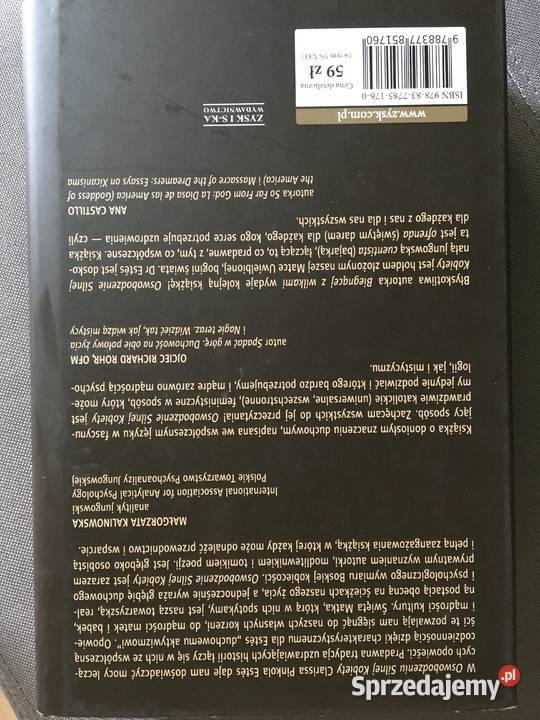 W Oswobodzeniu Silnej Kobiety Clarissa Pinkola Estés daje nam doświadczyć mocy leczą-
cych opowieści. Pradawna tradycja uzdrawiających historii łączy się w nich ze współczesną
codziennością dzięki charakterystycznemu dla Estés „duchowemu aktywizmowi”. Opowie-
ści te pozwalają nam sięgnąć do naszych własnych korzeni, do mądrości matek i babek,
i mądrości kultury. Święta Matka, którą w nich spotykamy, jest naszą towarzyszką, real-
ną postacią obecną na ścieżkach naszego życia, a jednocześnie wyraża głębię duchowego
i psychologicznego wymiaru Boskiej kobiecości. Oswobodzenie Silnej Kobiety jest zarazem
prywatnym wyznaniem autorki, modlitewnikiem i tomikiem poezji. Jest głęboko osobistą
i pełną zaangażowania książką, w której każdy może odnaleźć przewodnictwo i wsparcie.
MAŁGORZATA KALINOWSKA
analityk jungowski
International Association for Analytical Psychology
Polskie Towarzystwo Psychoanalizy Jungowskiej
Książka o doniosłym znaczeniu duchowym, napisana we współczesnym języku w fascynu-
jący sposób. Zachęcam wszystkich do jej przeczytania! Oswobodzenie Silnej Kobiety jest
prawdziwie katolicki (uniwersalne, wszechstronne), feministyczne w sposób, który może-
my jedynie podziwiać i którego bardzo potrzebujemy, i mądre zarówno mądrością psycho-
logii, jak i mistycyzmu.
OJCIEC RICHARD ROHR, OFM
autor Spadać w górę, Duchowość na obie połowy życia
i Nagie teraz. Widzieć tak, jak widzą mistycy
Błyskotliwa autorka Biegnącej z wilkami wydaje kolejną książkę! Oswobodzenie Silnej
Kobiety jest hołdem złożonym naszej Matce Uwielbionej, bogini świata. Dr Estés jest dosko-
nałą jungowską cuentista (bajarką), łączącą to, co pradawne, z tym, co współczesne. Książka
ta jest ofrenda (świętym darem) dla każdego, kogo serce potrzebuje uzdrowienia — czyli
dla każdego z nas i dla nas wszystkich.
ANA CASTILLO
autorka So Far From God: La Diosa de las America (Goddess of
the America) i Massacre of the Dreamers: Essays on Xicanisma
ZYSK I S-KA
WYDAWNICTWO
www.zysk.com.pl
ISBN 978-83-7785-176-0
9 788377 851760
Cena detaliczna
59 zł
(w tym 5% VAT)
Sprzedajemy.pl